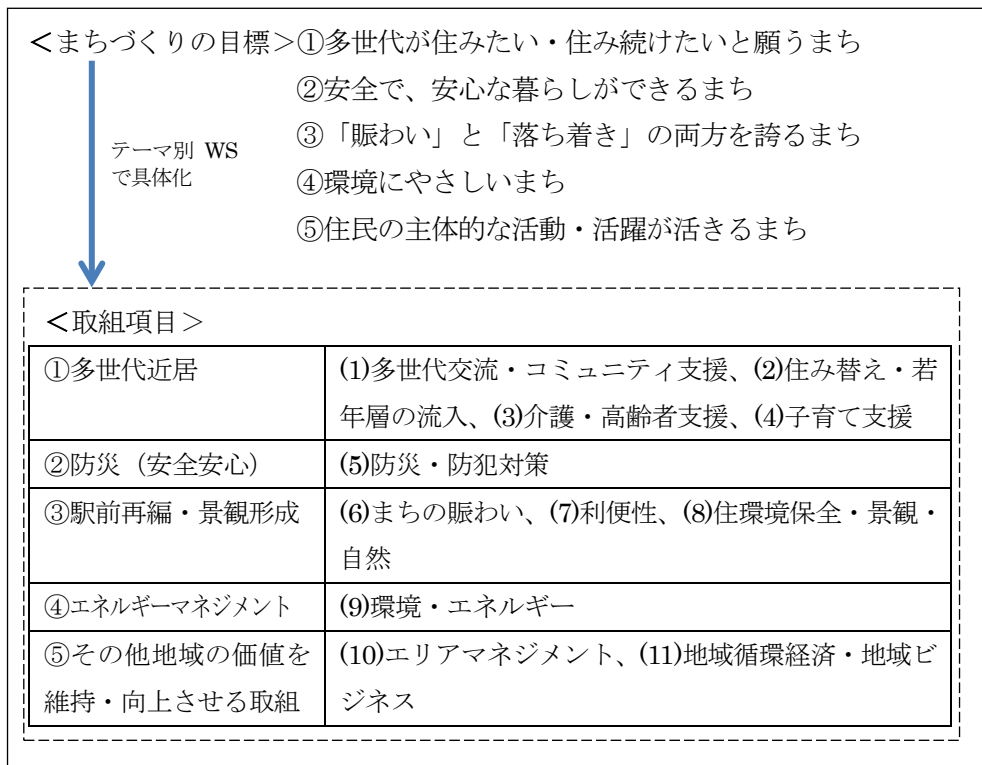 ＜まちづくりの目標＞①多世代が住みたい・住み続けたいと願うまち
②安全で、安心な暮らしができるまち
③「賑わい」と「落ち着き」の両方を誇るまち
④環境にやさしいまち
⑤住民の主体的な活動・活躍が活きるまち
テーマ別 WS
で具体化
＜取組項目＞
①多世代近居
(1)多世代交流・コミュニティ支援、(2)住み替え・若
年層の流入、(3)介護・高齢者支援、(4)子育て支援
②防災（安全安心）
(5)防災・防犯対策
③駅前再編・景観形成
(6)まちの賑わい、(7)利便性、(8)住環境保全・景観・
自然
④エネルギーマネジメント
(9)環境・エネルギー
⑤その他地域の価値を
維持・向上させる取組
(10)エリアマネジメント、(11)地域循環経済・地域ビ
ジネス